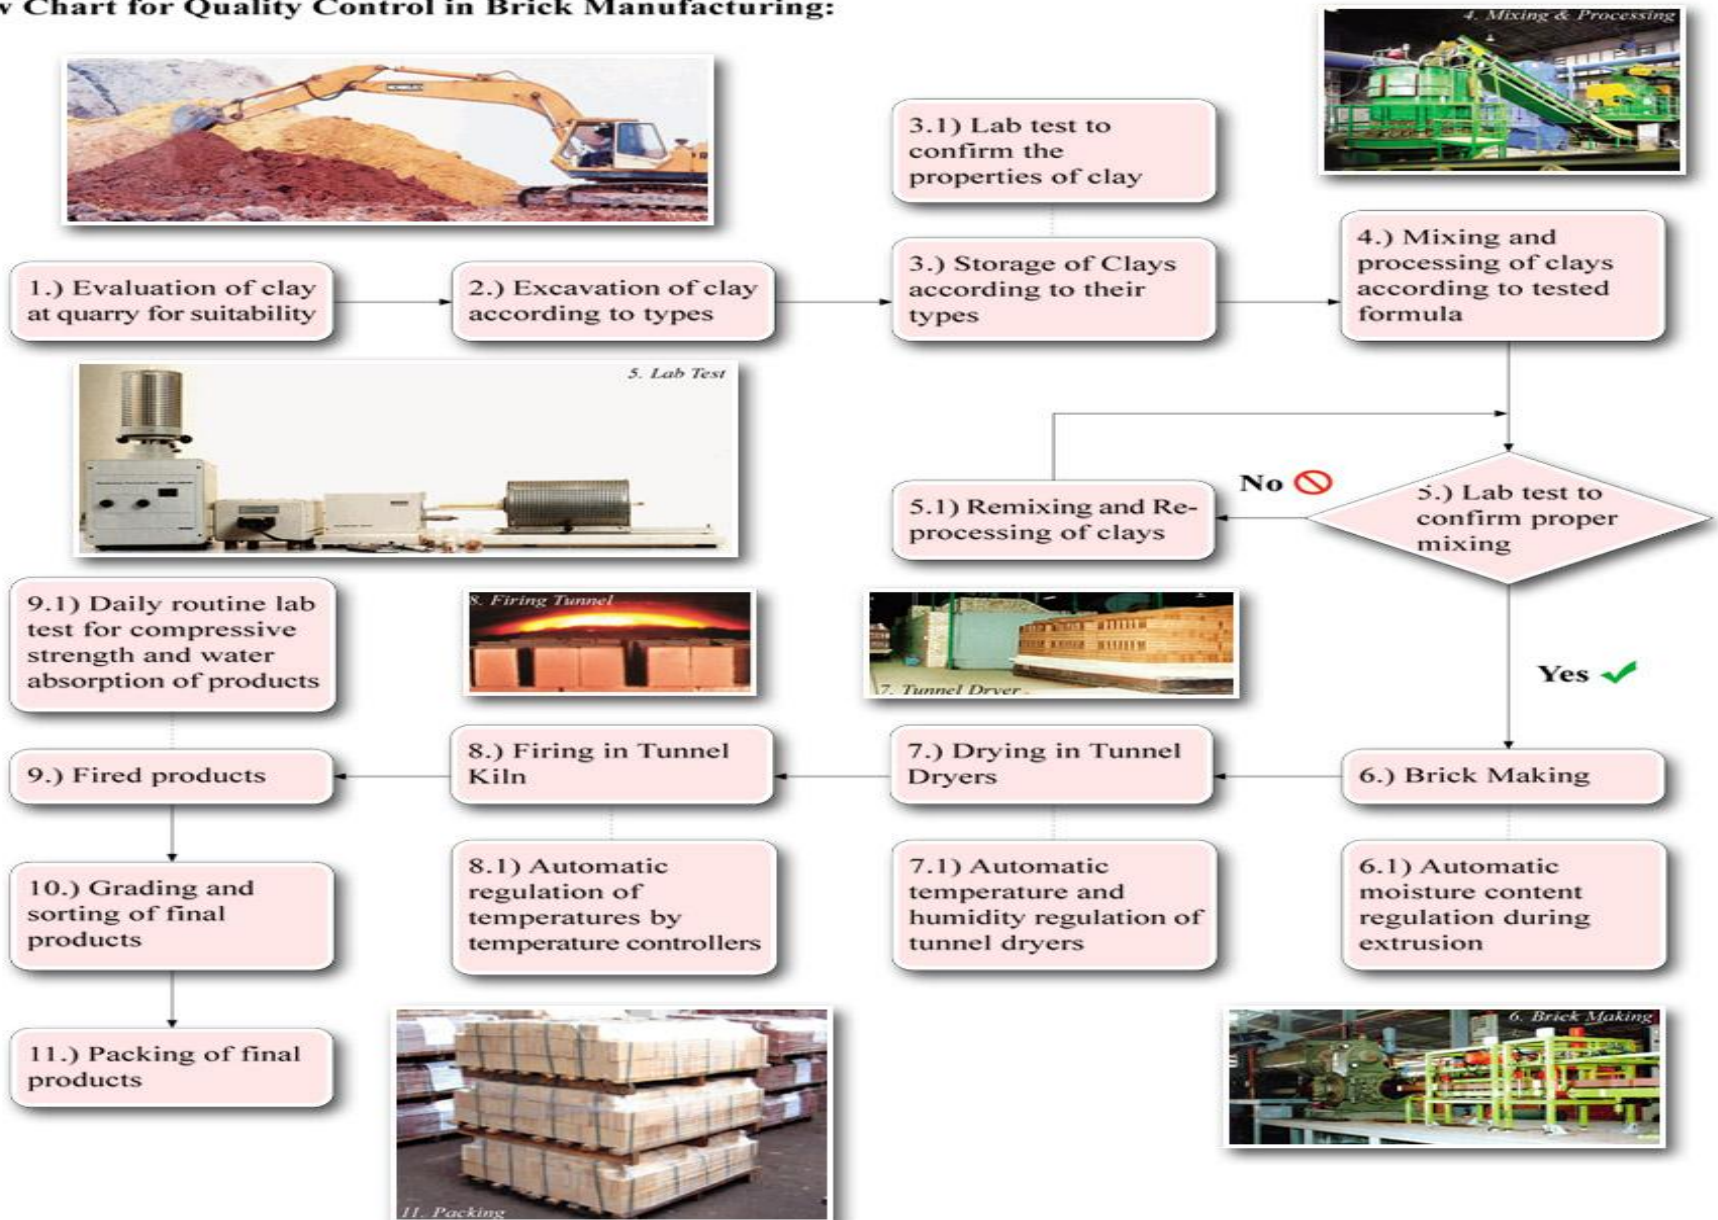 Chart for Quality Control in Brick Manufacturing:
4. Mixing & Processing
3.1) Lab test to
confirm the
properties of clay
1.) Evaluation of clay
at quarry for suitability
2.) Excavation of clay
according to types
3.) Storage of Clays
according to their
types
4.) Mixing and
processing of clays
according to tested
formula
5. Lab Test
No
5.1) Remixing and Re-
processing of clays
5.) Lab test to
confirm proper
mixing
Yes
9.1) Daily routine lab
test for compressive
strength and water
absorption of products
8. Firing Tunnel
7. Tunnel Dryer
9.) Fired products
8.) Firing in Tunnel
Kiln
7.) Drying in Tunnel
Dryers
6.) Brick Making
10.) Grading and
sorting of final
products
8.1) Automatic
regulation of
temperatures by
temperature controllers
7.1) Automatic
temperature and
humidity regulation of
tunnel dryers
6.1) Automatic
moisture content
regulation during
extrusion
11.) Packing of final
products
11. Packing
6. Brick Making